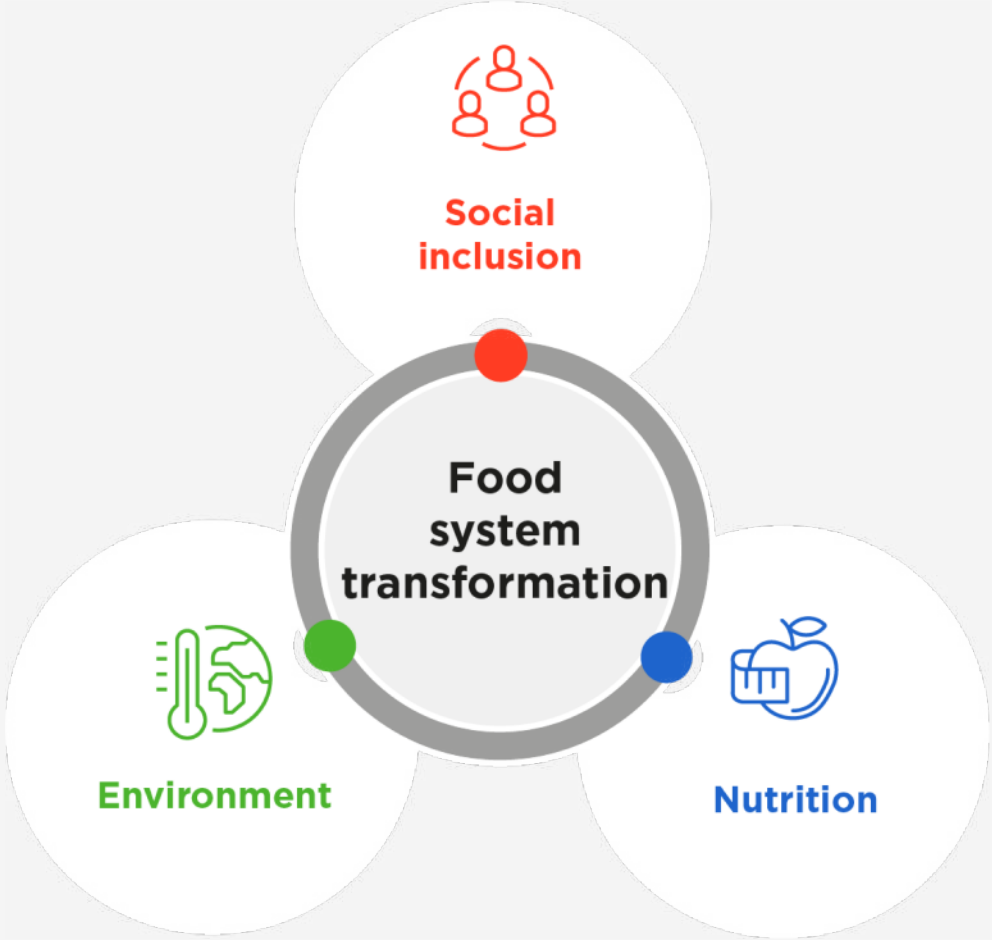 Social
inclusion
Food
system
transformation
Environment
Nutrition